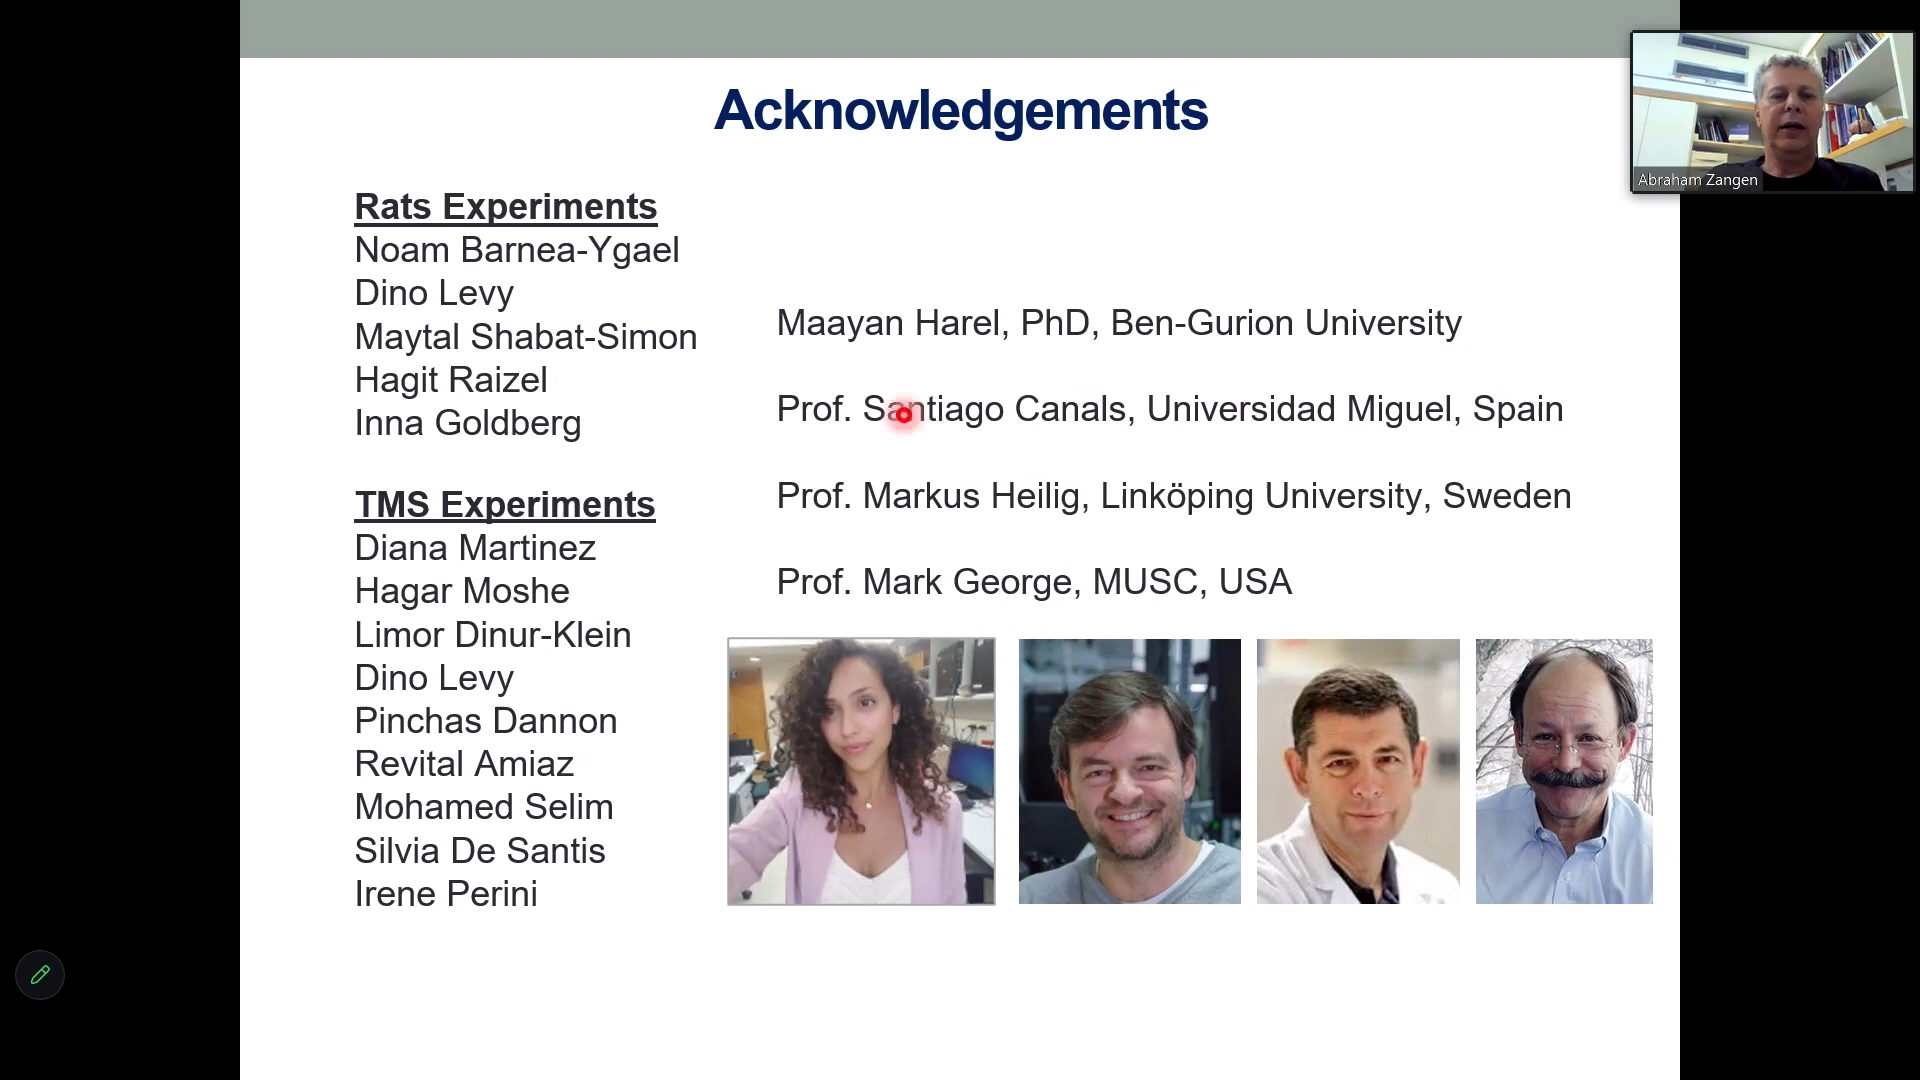 Acknowledgements
Abraham Zangen
Rats Experiments
Noam Barnea-Ygael
Dino Levy
Maytal Shabat-Simon
Hagit Raizel
Inna Goldberg
TMS Experiments
Diana Martinez
Hagar Moshe
Limor Dinur-Klein
Dino Levy
Pinchas Dannon
Revital Amiaz
Mohamed Selim
Silvia De Santis
Irene Perini
Maayan Harel, PhD, Ben-Gurion University
Prof. Santiago Canals, Universidad Miguel, Spain
Prof. Markus Heilig, Linköping University, Sweden
Prof. Mark George, MUSC, USA